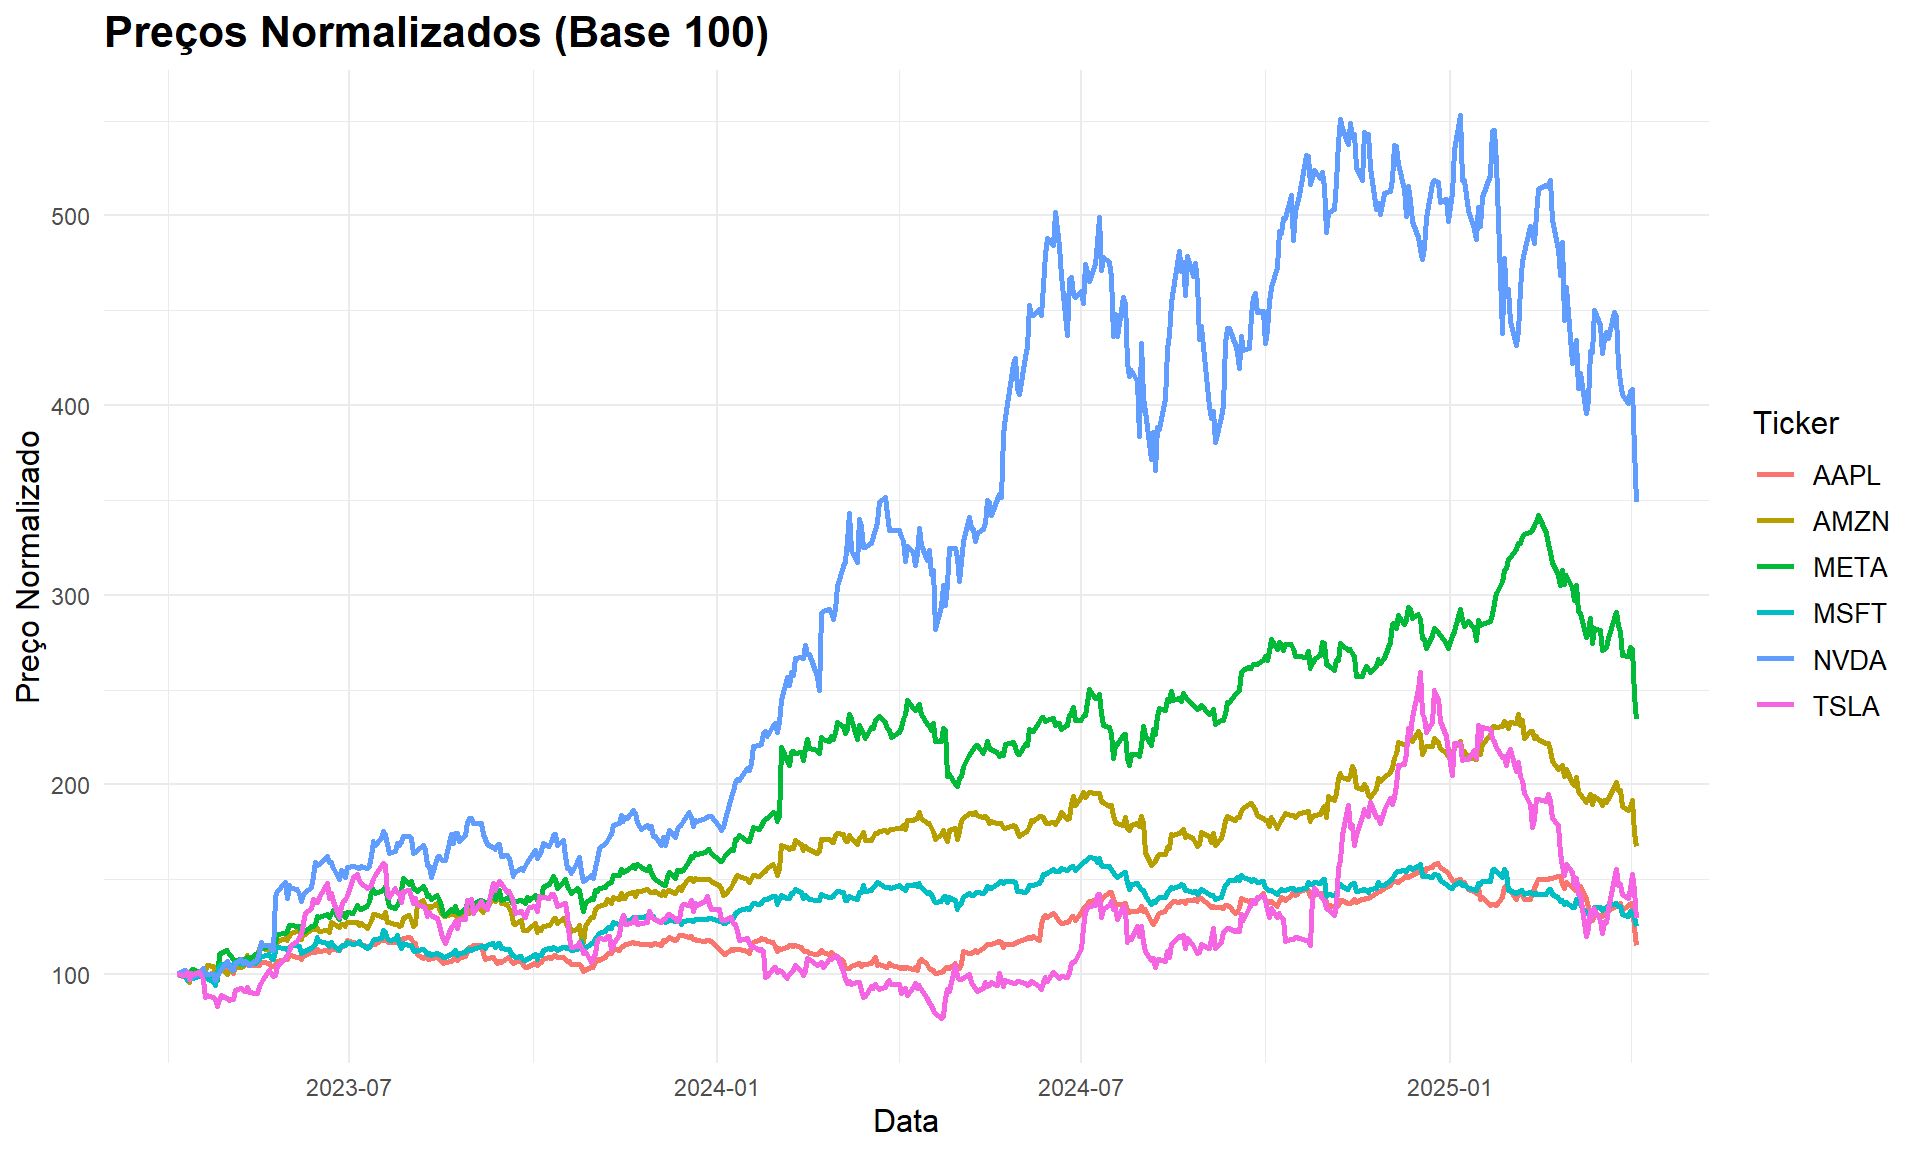 Preços Normalizados (Base 100)
Preço Normalizado
500
400
300
200
100
2023-07
2024-01
2024-07
2025-01
Data
Ticker
AAPL
AMZN
META
MSFT
NVDA
TSLA